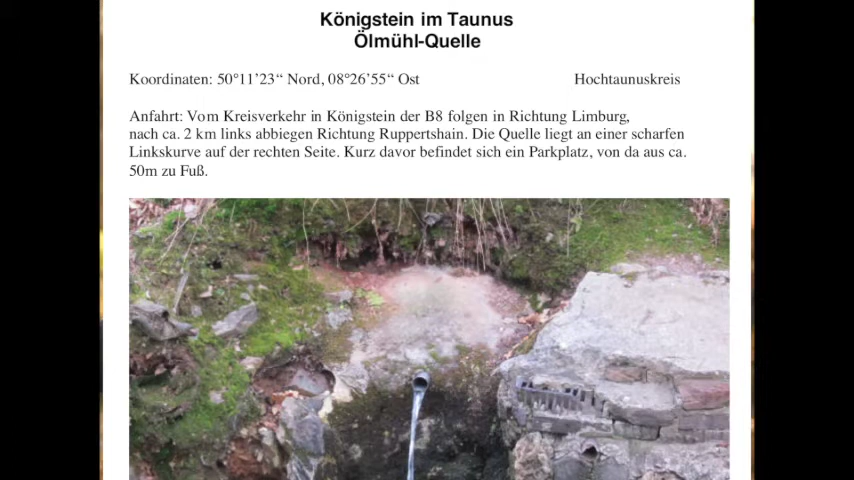 Königstein im Taunus
Ölmühl-Quelle
Koordinaten: 50°11’23“ Nord, 08°26’55“ Ost Hochtaunuskreis
Anfahrt: Vom Kreisverkehr in Königstein der B8 folgen in Richtung Limburg,
nach ca. 2 km links abbiegen Richtung Ruppertshain. Die Quelle liegt an einer scharfen
Linkskurve auf der rechten Seite. Kurz davor befindet sich ein Parkplatz, von da aus ca.
50m zu Fuß.